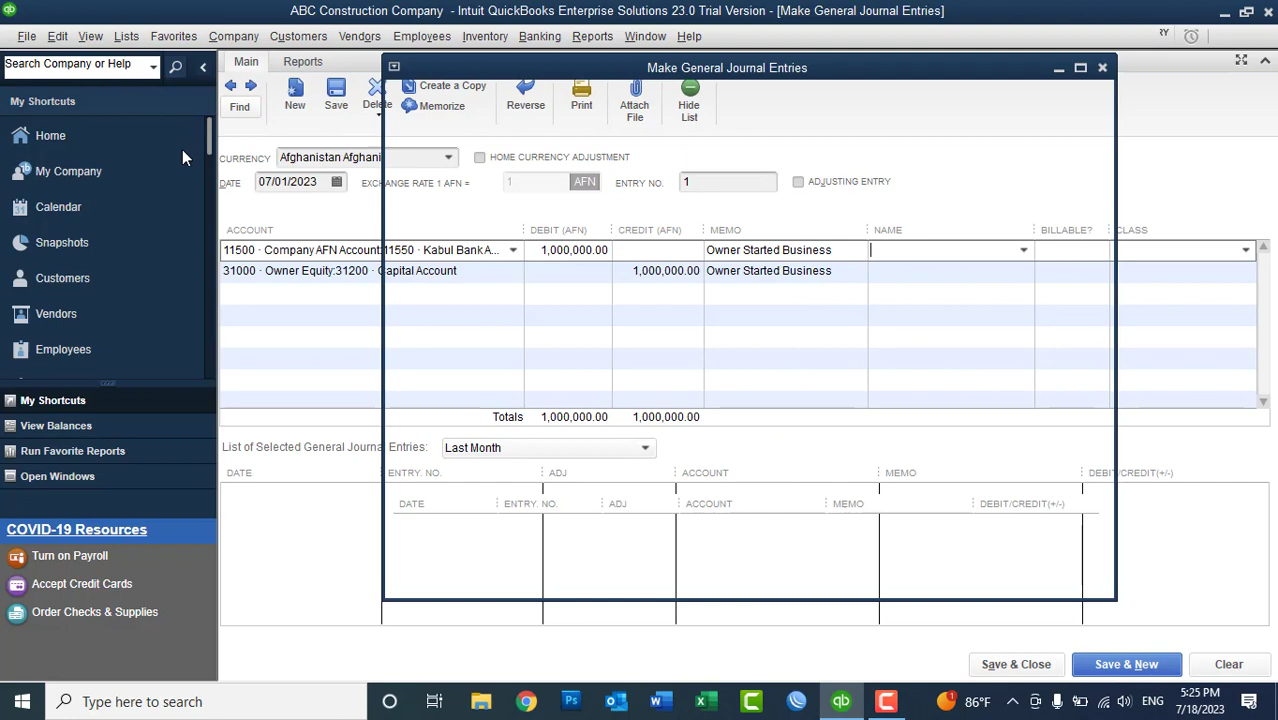 ABC Construction Company - Intuit QuickBooks Enterprise Solutions 23.0 Trial Version - [Make General Journal Entries]
File Edit View Lists Favorites Company Customers Vendors Employees Inventory Banking Reports Window Help
Search Company or Help
Main Reports
Make General Journal Entries
My Shortcuts
Home
My Company
Calendar
Snapshots
Customers
Vendors
Employees
My Shortcuts
View Balances
Run Favorite Reports
Open Windows
COVID-19 Resources
Turn on Payroll
Accept Credit Cards
Order Checks & Supplies
Find New Save Delete Create a Copy Memorize Reverse Print Attach File Hide List
CURRENCY Afghanistan Afghani HOME CURRENCY ADJUSTMENT
DATE 07/01/2023 EXCHANGE RATE 1 AFN = 1 AFN ENTRY NO. 1 ADJUSTING ENTRY
ACCOUNT DEBIT (AFN) CREDIT (AFN) MEMO NAME BILLABLE? CLASS
11500 · Company AFN Account:11550 · Kabul Bank A... 1,000,000.00 Owner Started Business
31000 · Owner Equity:31200 · Capital Account 1,000,000.00 Owner Started Business
Totals 1,000,000.00 1,000,000.00
List of Selected General Journal Entries: Last Month
DATE ENTRY. NO. ADJ ACCOUNT MEMO DEBIT/CREDIT(+/-)
DATE ENTRY. NO. ADJ ACCOUNT MEMO DEBIT/CREDIT(+/-)
Save & Close Save & New Clear
Type here to search
86°F ENG 5:25 PM
7/18/2023